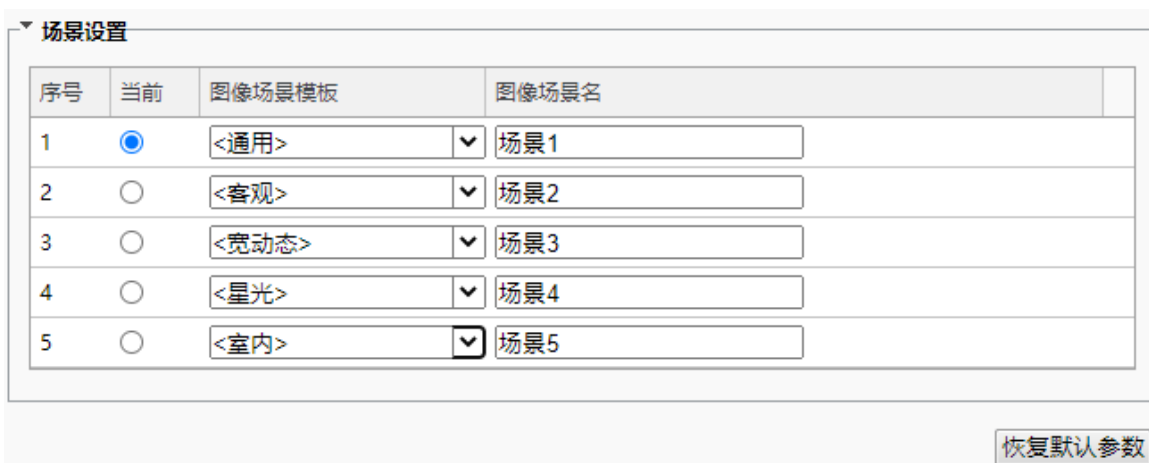 场景设置
序号 当前 图像场景模板 图像场景名
1 <通用> 场景1
2 <客观> 场景2
3 <宽动态> 场景3
4 <星光> 场景4
5 <室内> 场景5
恢复默认参数